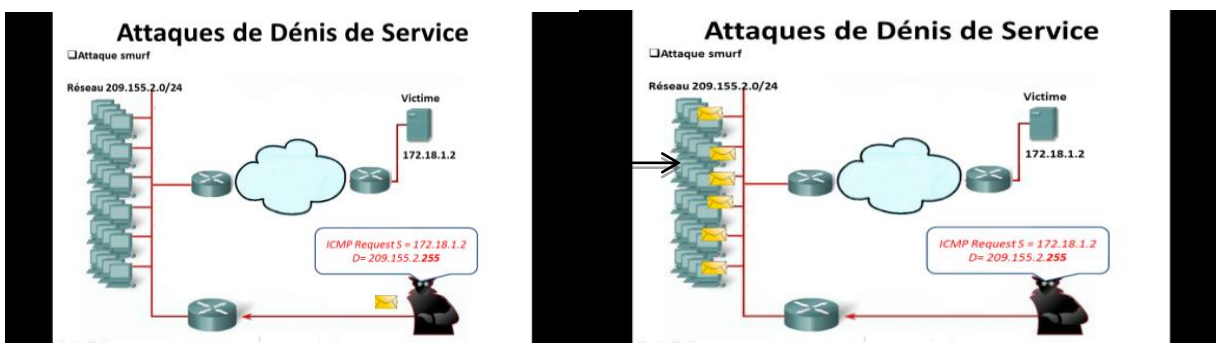 Attaques de Dénis de Service
❑Attaque smurf
Réseau 209.155.2.0/24
Victime
172.18.1.2
ICMP Request S = 172.18.1.2
D= 209.155.2.255
Attaques de Dénis de Service
❑Attaque smurf
Réseau 209.155.2.0/24
Victime
172.18.1.2
ICMP Request S = 172.18.1.2
D= 209.155.2.255